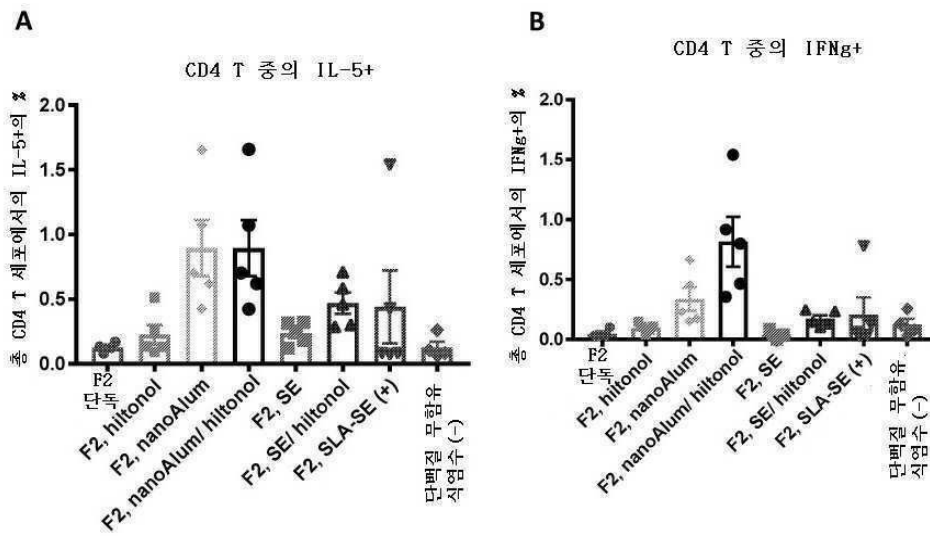 A
CD4 T 중의 IL-5+
총 CD4 T 세포에서의 IL-5+의 %
2.0
1.5
1.0
0.5
0.0
F2
단독
F2, hiltonol
F2, nanoAlum
F2, nanoAlum/ hiltonol
F2, SE
F2, SE/ hiltonol
F2, SLA-SE (+)
단백질 무함유
식염수 (-)
B
CD4 T 중의 IFNg+
총 CD4 T 세포에서의 IFNg+의 %
2.0
1.5
1.0
0.5
0.0
F2
단독
F2, hiltonol
F2, nanoAlum
F2, nanoAlum/ hiltonol
F2, SE
F2, SE/ hiltonol
F2, SLA-SE (+)
단백질 무함유
식염수 (-)